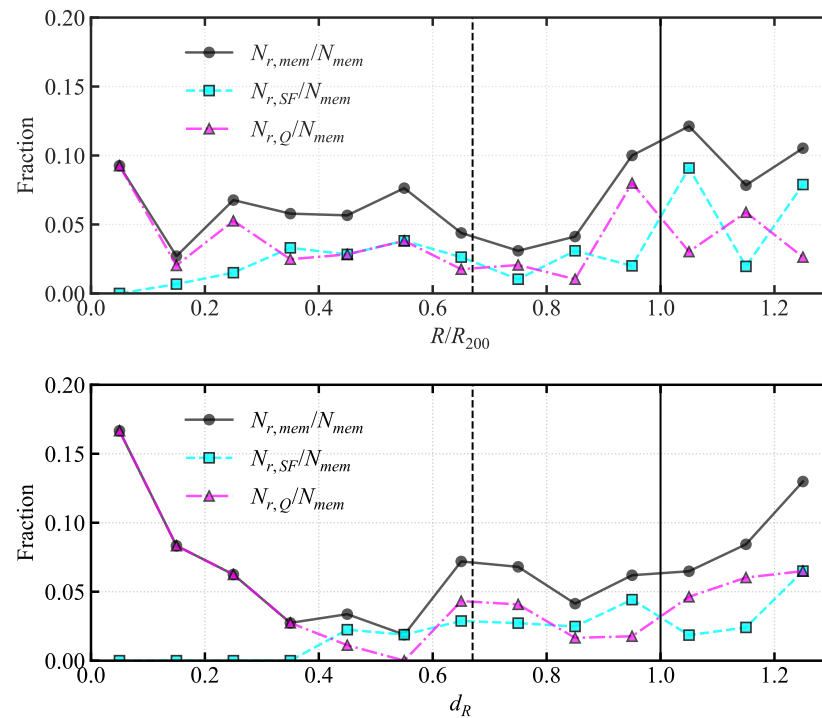 0.20
0.15
0.10
0.05
0.00
Fraction
N_{r,mem}/N_{mem}
N_{r,SF}/N_{mem}
N_{r,Q}/N_{mem}
0.0 0.2 0.4 0.6 0.8 1.0 1.2
R/R_{200}
0.20
0.15
0.10
0.05
0.00
Fraction
N_{r,mem}/N_{mem}
N_{r,SF}/N_{mem}
N_{r,Q}/N_{mem}
0.0 0.2 0.4 0.6 0.8 1.0 1.2
d_R